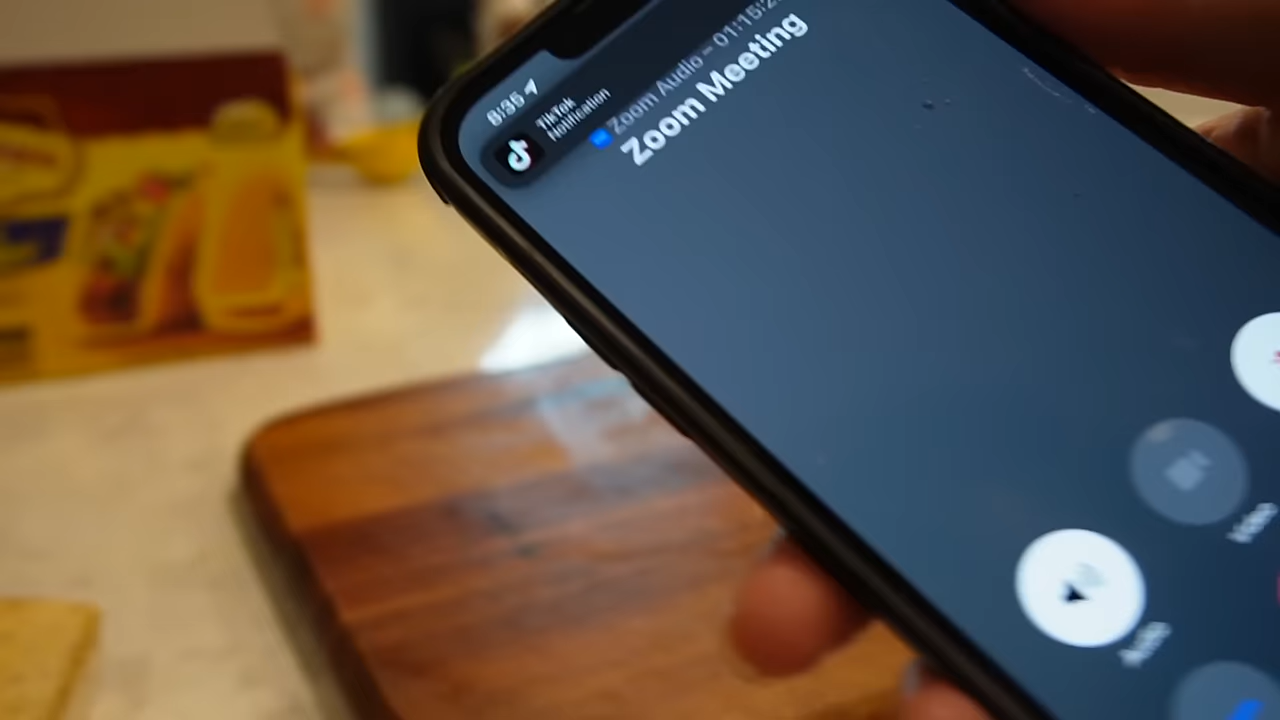 8:35
TikTok
Notification
Zoom Audio – 01:15:2
Zoom Meeting
Video
Audio